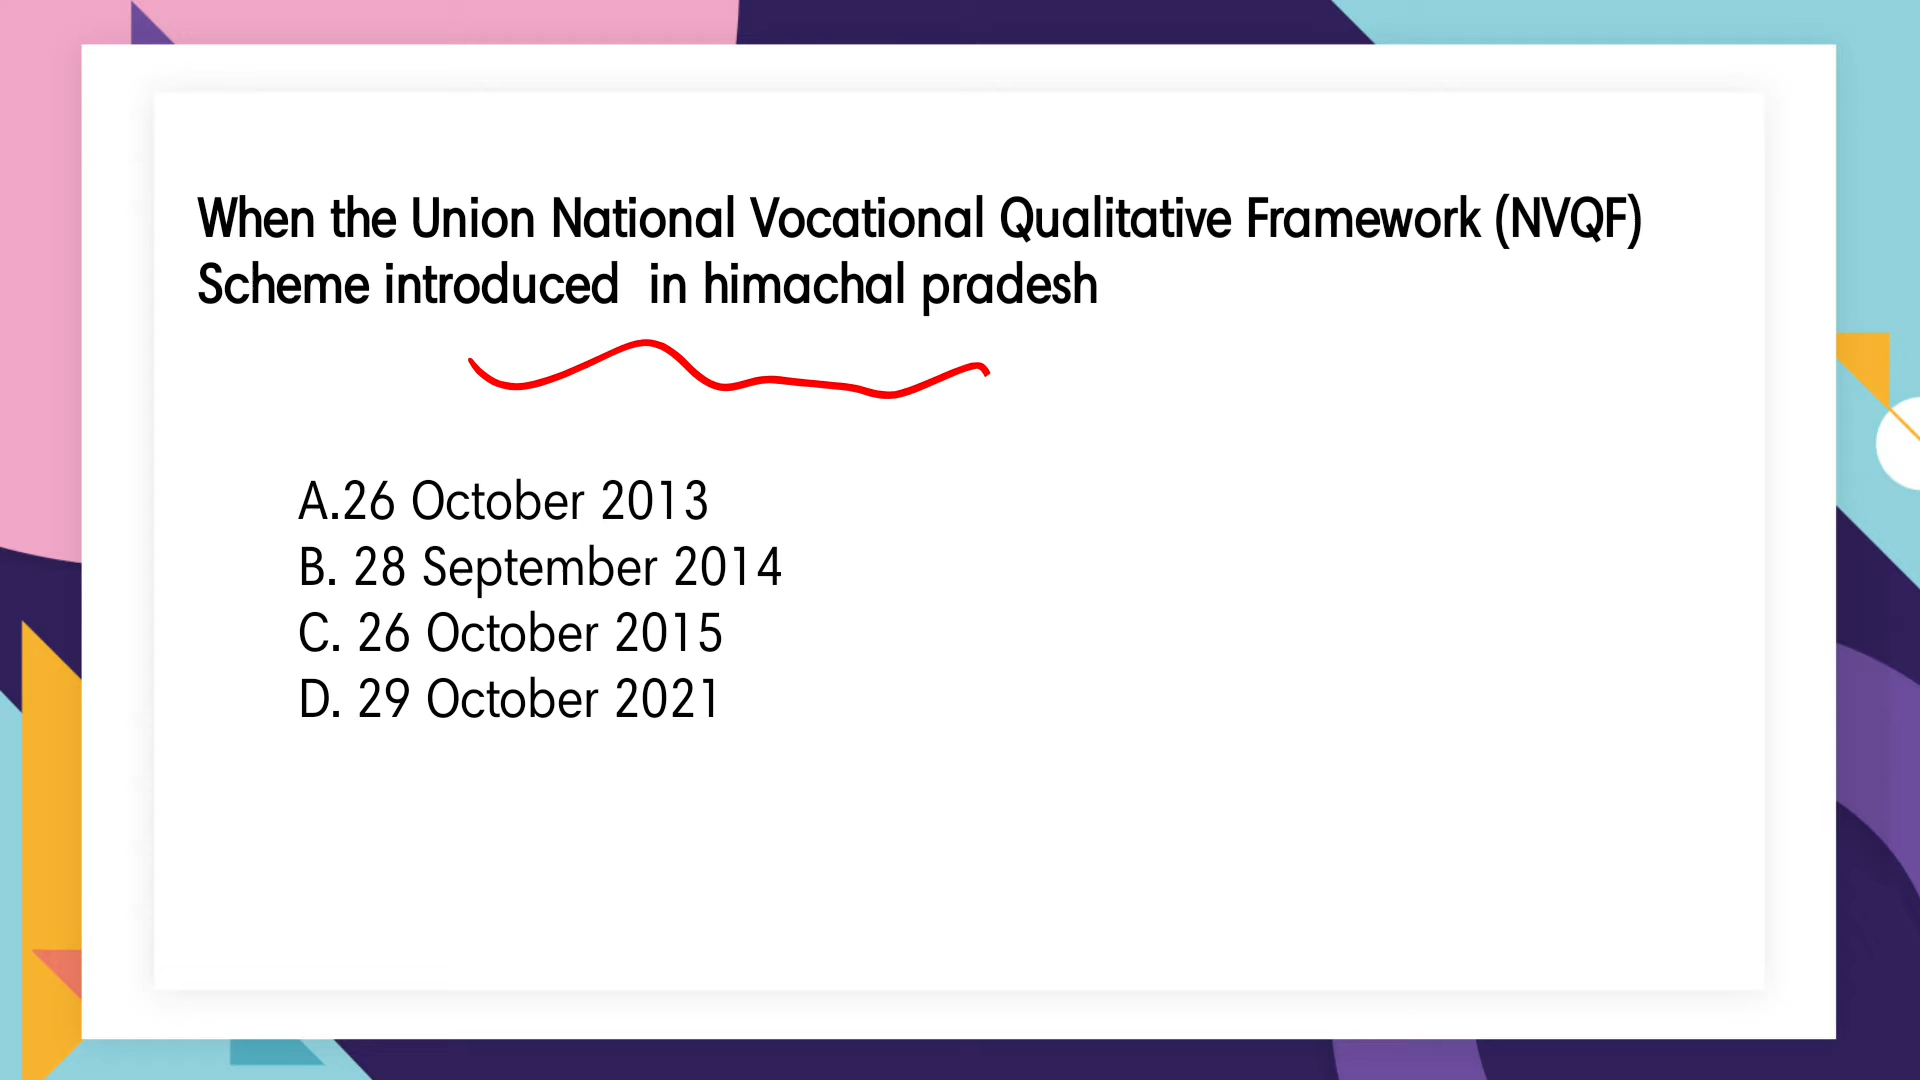 When the Union National Vocational Qualitative Framework (NVQF)
Scheme introduced  in himachal pradesh
A.26 October 2013
B. 28 September 2014
C. 26 October 2015
D. 29 October 2021